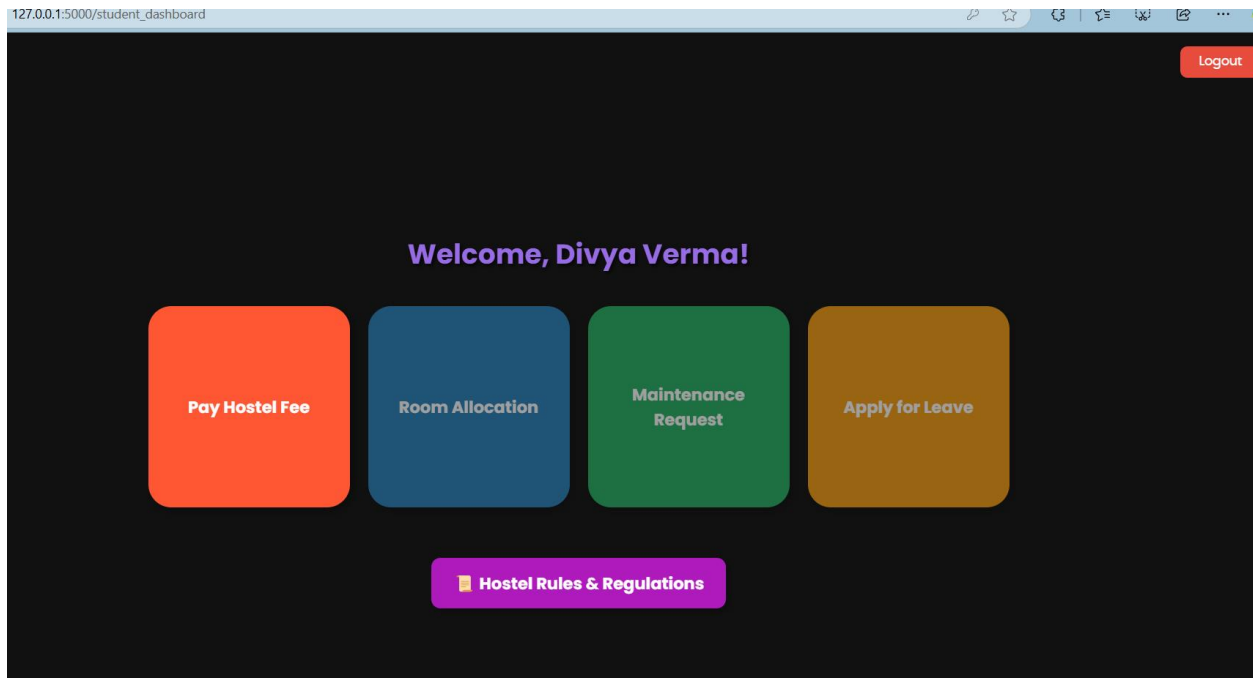 127.0.0.1:5000/student_dashboard
Logout
Welcome, Divya Verma!
Pay Hostel Fee
Room Allocation
Maintenance
Request
Apply for Leave
📜 Hostel Rules & Regulations